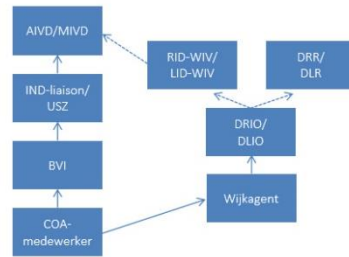 AIVD/MIVD
RID-WIV/
LID-WIV
DRR/
DLR
IND-liaison/
USZ
DRIO/
DLIO
BVI
Wijkagent
COA-
medewerker